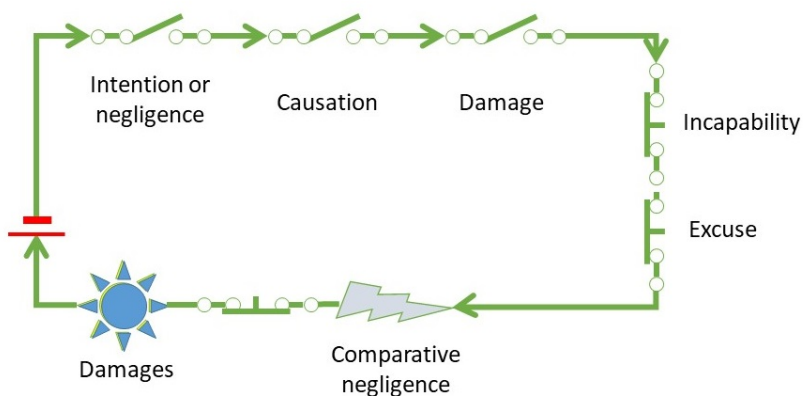 Intention or
negligence
Causation
Damage
Incapability
Excuse
Comparative
negligence
Damages